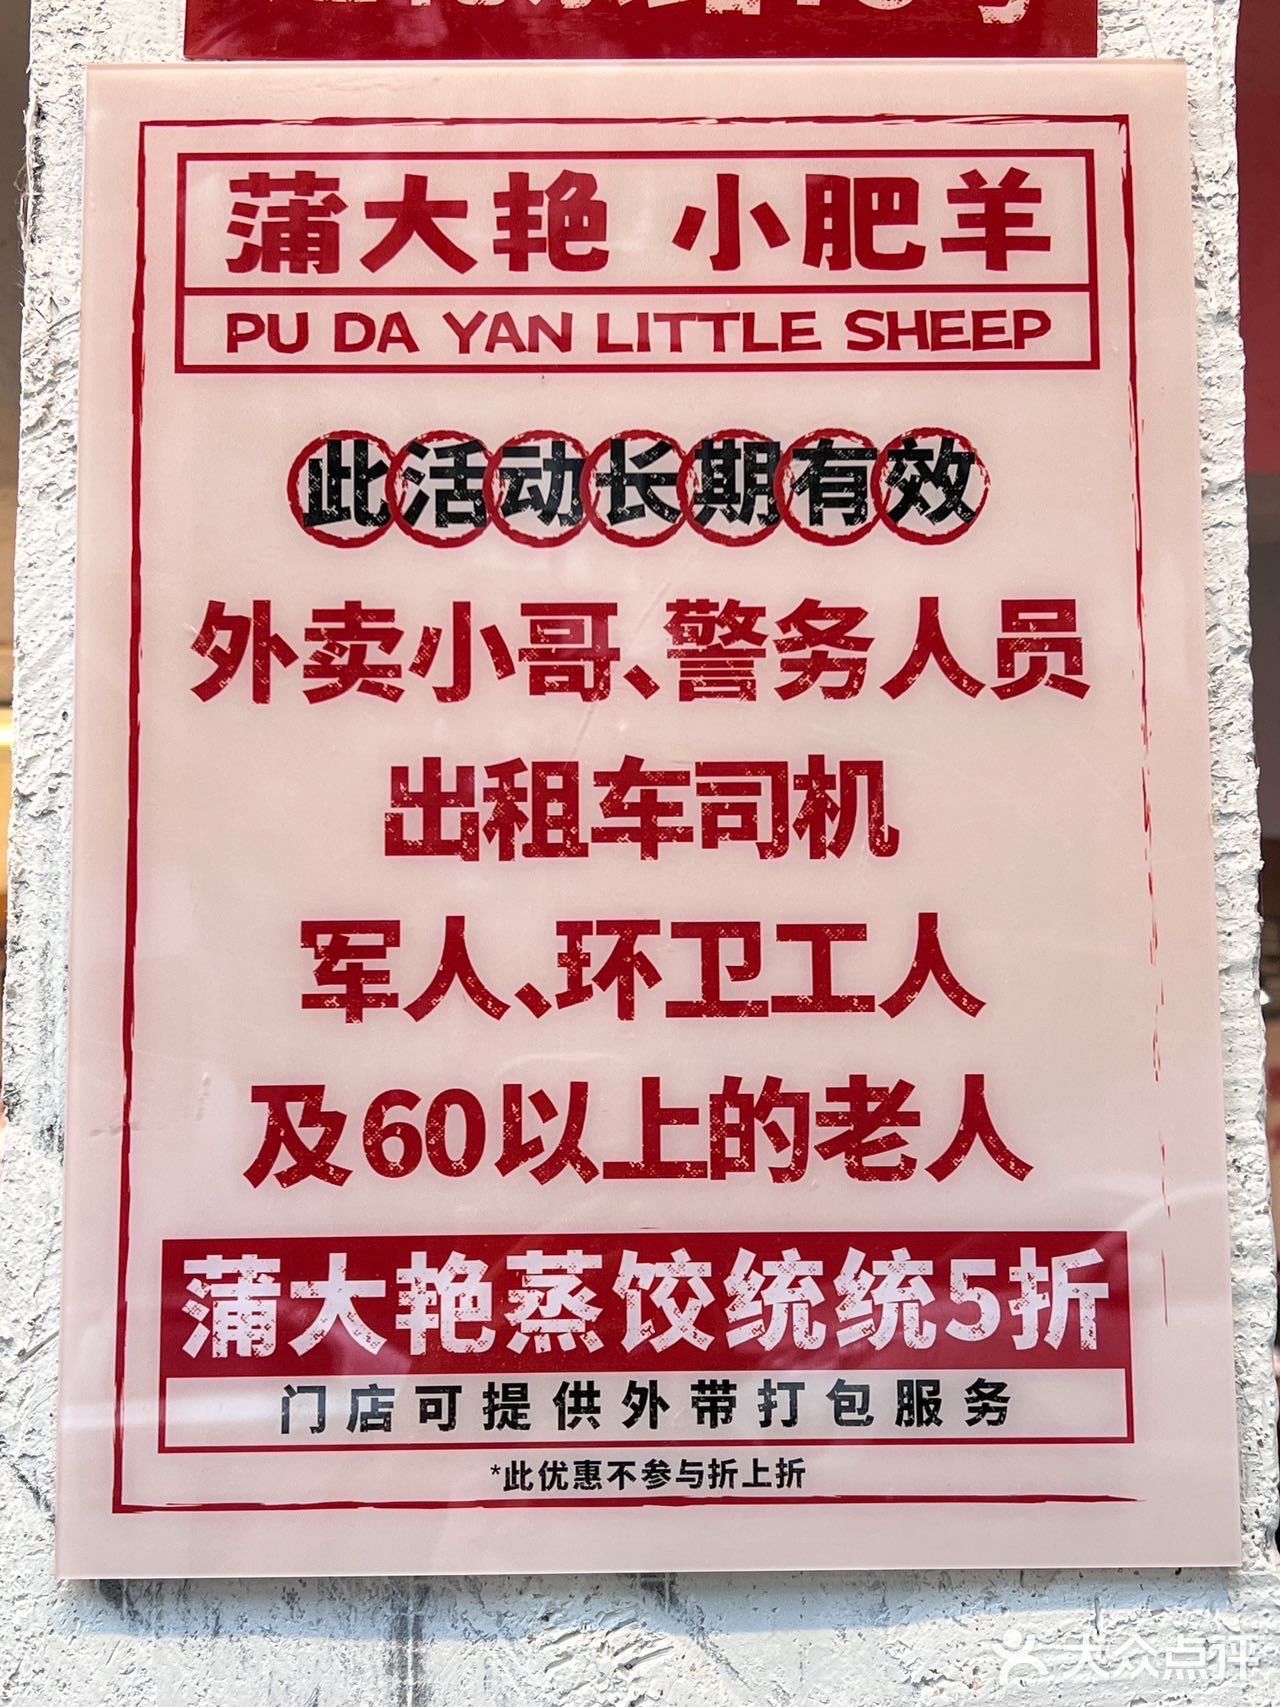 蒲大艳 小肥羊
PU DA YAN LITTLE SHEEP
此活动长期有效
外卖小哥、警务人员
出租车司机
军人、环卫工人
及60以上的老人
蒲大艳蒸饺统统5折
门店可提供外带打包服务
*此优惠不参与折上折
大众点评